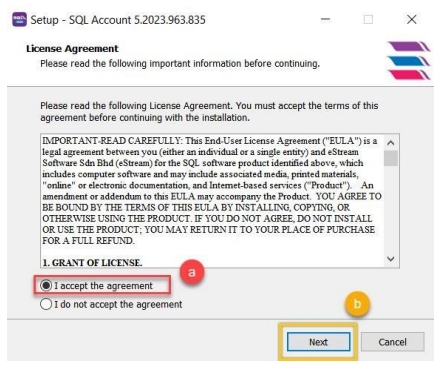 Setup - SQL Account 5.2023.963.835
License Agreement
Please read the following important information before continuing.
Please read the following License Agreement. You must accept the terms of this
agreement before continuing with the installation.
IMPORTANT-READ CAREFULLY: This End-User License Agreement ("EULA") is a
legal agreement between you (either an individual or a single entity) and eStream
Software Sdn Bhd (eStream) for the SQL software product identified above, which
includes computer software and may include associated media, printed materials,
"online" or electronic documentation, and Internet-based services ("Product"). An
amendment or addendum to this EULA may accompany the Product. YOU AGREE TO
BE BOUND BY THE TERMS OF THIS EULA BY INSTALLING, COPYING, OR
OTHERWISE USING THE PRODUCT. IF YOU DO NOT AGREE, DO NOT INSTALL
OR USE THE PRODUCT; YOU MAY RETURN IT TO YOUR PLACE OF PURCHASE
FOR A FULL REFUND.
1. GRANT OF LICENSE.
a
I accept the agreement
I do not accept the agreement
b
Next
Cancel